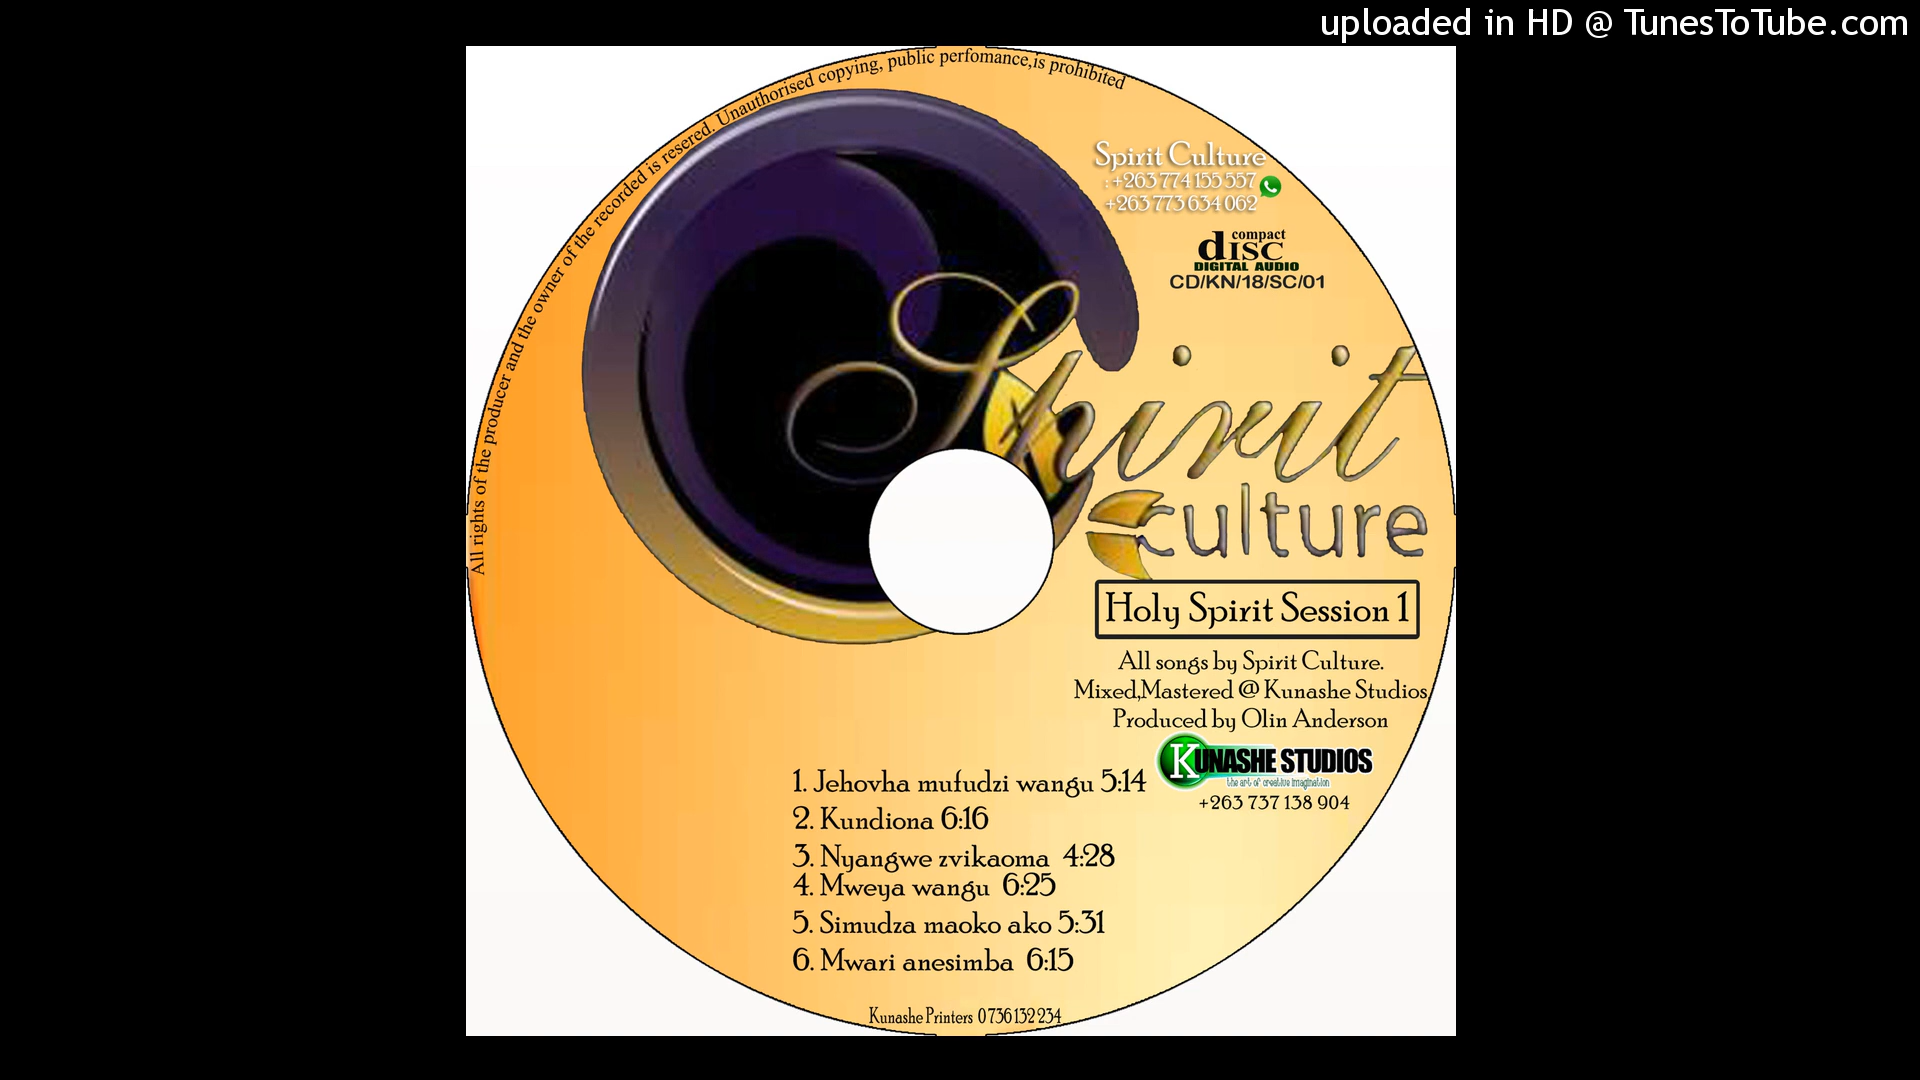 uploaded in HD @ TunesToTube.com
All rights of the producer and the owner of the recorded is resered. Unauthorised copying, public perfomance,is prohibited
Spirit Culture
: +263 774 155 557
+263 773 634 062
compact
disc
DIGITAL AUDIO
CD/KN/18/SC/01
Spirit
culture
Holy Spirit Session 1
All songs by Spirit Culture.
Mixed,Mastered @ Kunashe Studios
Produced by Olin Anderson
KUNASHE STUDIOS
the art of creative imagination
+263 737 138 904
1. Jehovha mufudzi wangu 5:14
2. Kundiona 6:16
3. Nyangwe zvikaoma 4:28
4. Mweya wangu 6:25
5. Simudza maoko ako 5:31
6. Mwari anesimba 6:15
Kunashe Printers 0736132234